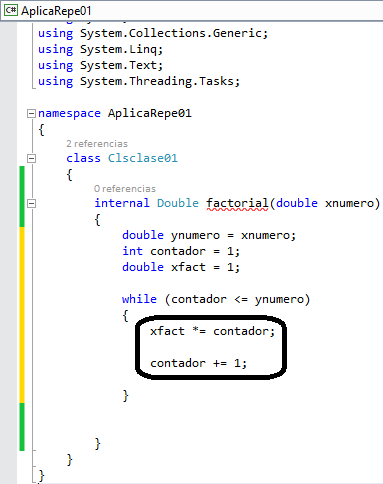 C# AplicaRepe01
using System.Collections.Generic;
using System.Linq;
using System.Text;
using System.Threading.Tasks;
namespace AplicaRepe01
{
2 referencias
class Clsclase01
{
0 referencias
internal Double factorial(double xnumero)
{
double ynumero = xnumero;
int contador = 1;
double xfact = 1;
while (contador <= ynumero)
{
xfact *= contador;
contador += 1;
}
}
}
}